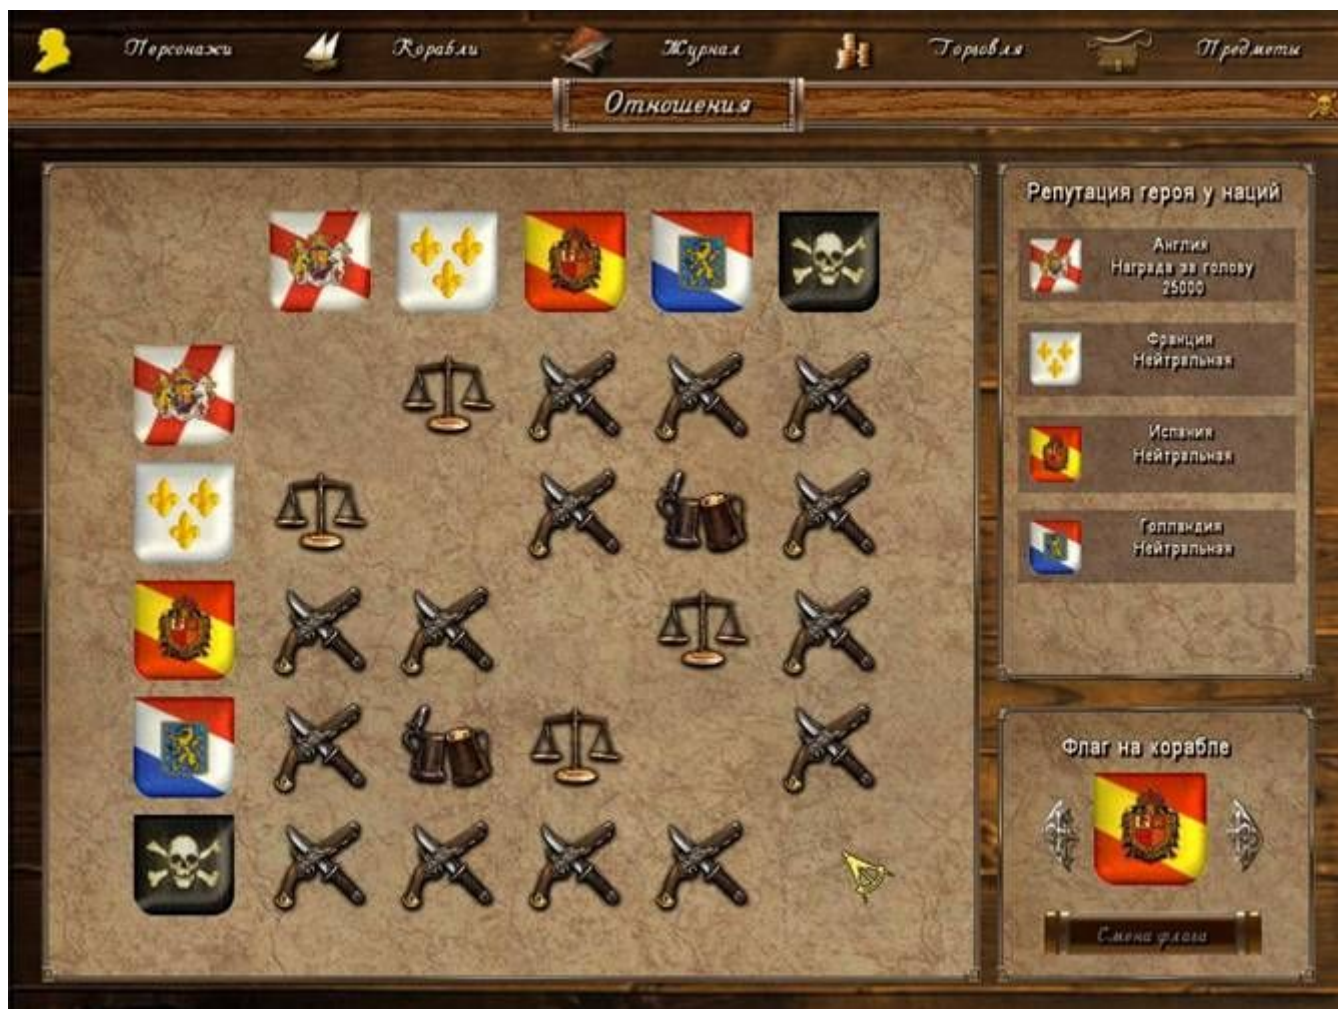 Персонажи
Корабли
Журнал
Торговля
Предметы
Отношения
Репутация героя у наций
Англия
Награда за голову
25000
Франция
Нейтральная
Испания
Нейтральная
Голландия
Нейтральная
Флаг на корабле
Смена флага